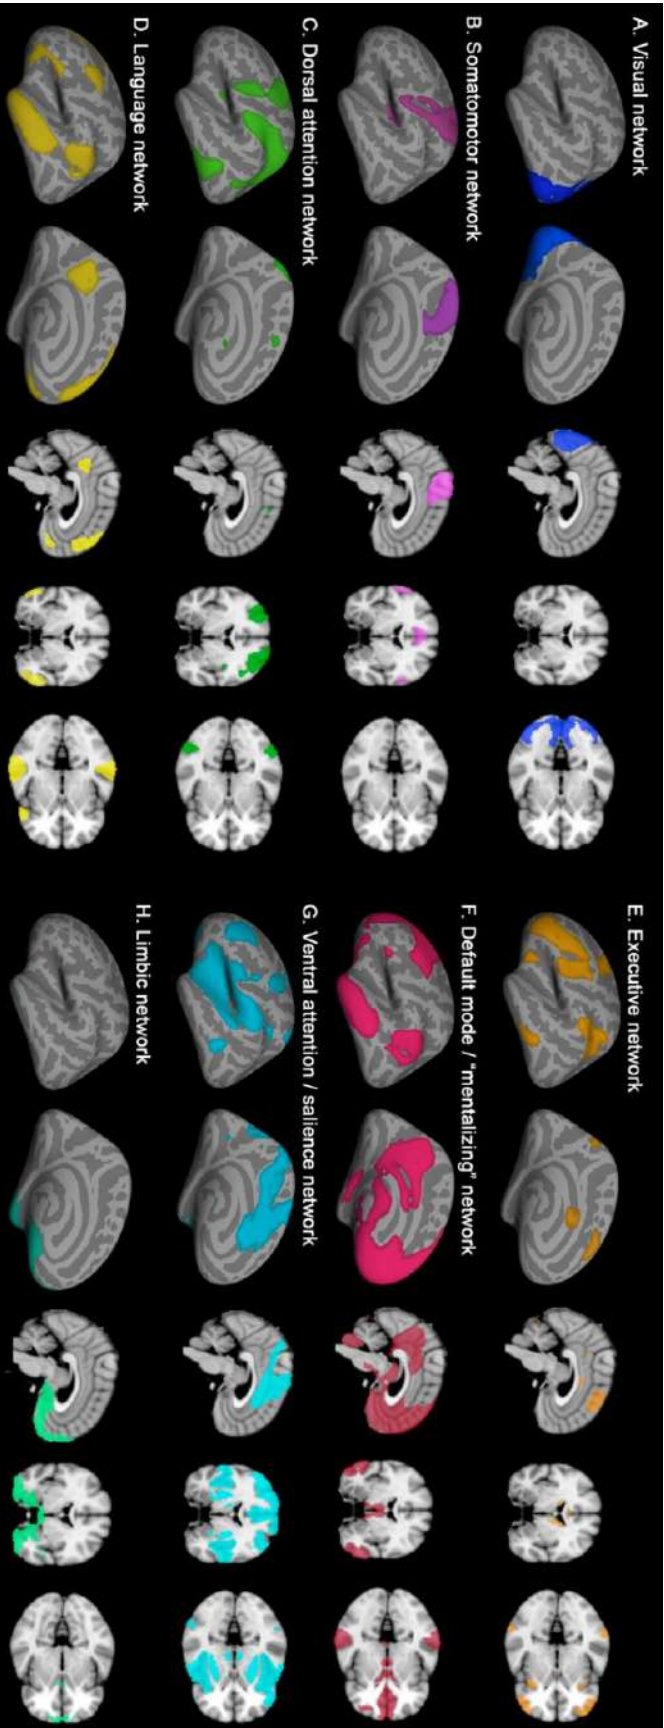 A. Visual network
B. Somatomotor network
C. Dorsal attention network
D. Language network
E. Executive network
F. Default mode / "mentalizing" network
G. Ventral attention / salience network
H. Limbic network